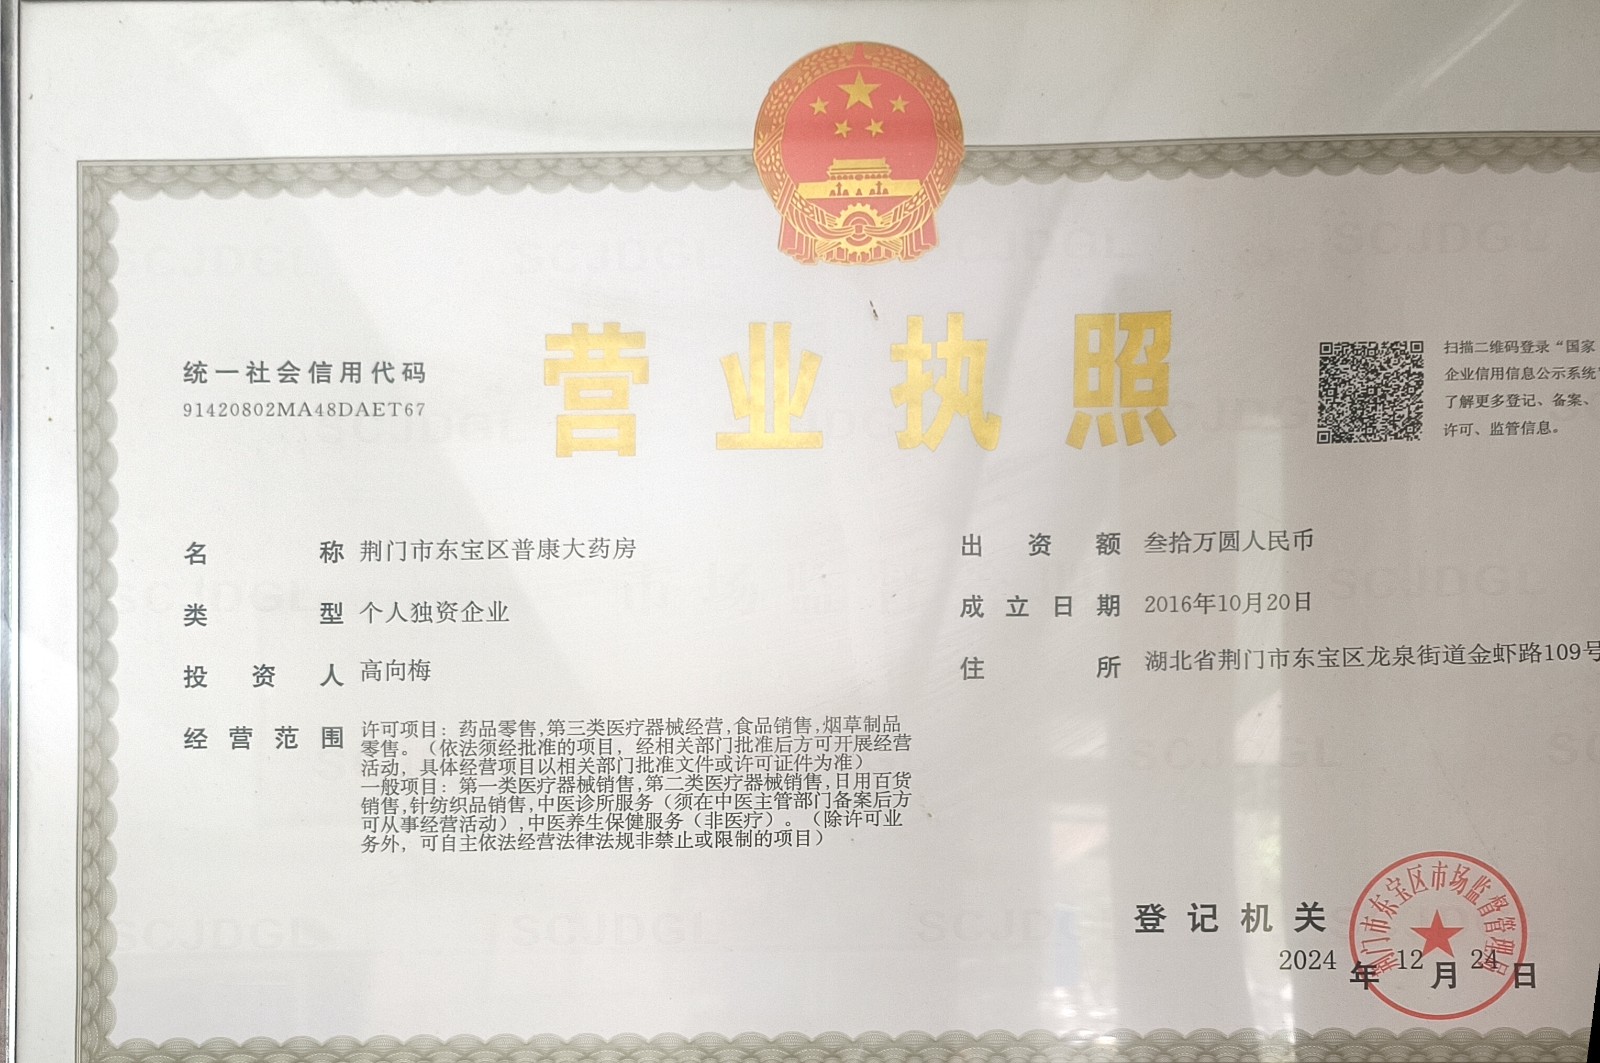 营业执照
统一社会信用代码
91420802MA48DAET67
扫描二维码登录“国家
企业信用信息公示系统”
了解更多登记、备案、
许可、监管信息。
名称 荆门市东宝区普康大药房
类型 个人独资企业
投资人 高向梅
经营范围 许可项目：药品零售,第三类医疗器械经营,食品销售,烟草制品
零售。（依法须经批准的项目，经相关部门批准后方可开展经营
活动，具体经营项目以相关部门批准文件或许可证件为准）
一般项目：第一类医疗器械销售,第二类医疗器械销售,日用百货
销售,针纺织品销售,中医诊所服务（须在中医主管部门备案后方
可从事经营活动）,中医养生保健服务（非医疗）。（除许可业
务外，可自主依法经营法律法规非禁止或限制的项目）
出资额 叁拾万圆人民币
成立日期 2016年10月20日
住所 湖北省荆门市东宝区龙泉街道金虾路109号
登记机关
荆门市东宝区市场监督管理局
2024年12月24日
SCJDGL